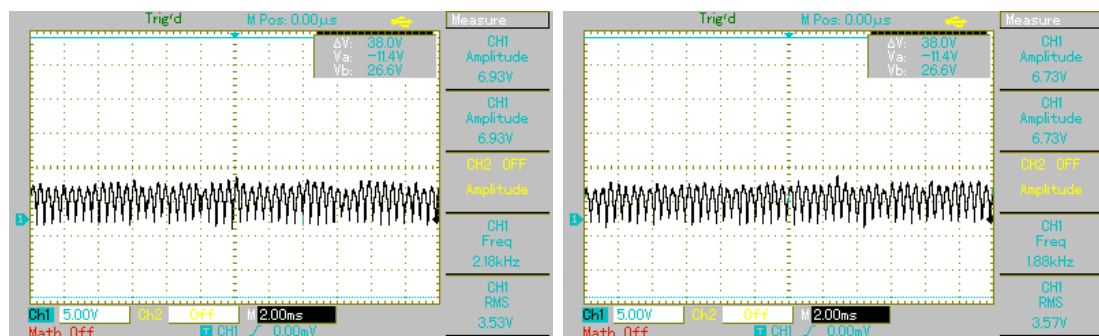 Trig'd M Pos: 0.00μs Measure
ΔV: 38.0V
Va: -11.4V
Vb: 26.6V
CH1
Amplitude
6.93V
CH1
Amplitude
6.93V
CH2 OFF
Amplitude
CH1
Freq
2.18kHz
CH1
RMS
3.53V
1
Ch1 5.00V Ch2 Off M 2.00ms
Math Off T CH1 0.00mV
Trig'd M Pos: 0.00μs Measure
ΔV: 38.0V
Va: -11.4V
Vb: 26.6V
CH1
Amplitude
6.73V
CH1
Amplitude
6.73V
CH2 OFF
Amplitude
CH1
Freq
1.88kHz
CH1
RMS
3.57V
1
Ch1 5.00V Ch2 Off M 2.00ms
Math Off T CH1 0.00mV